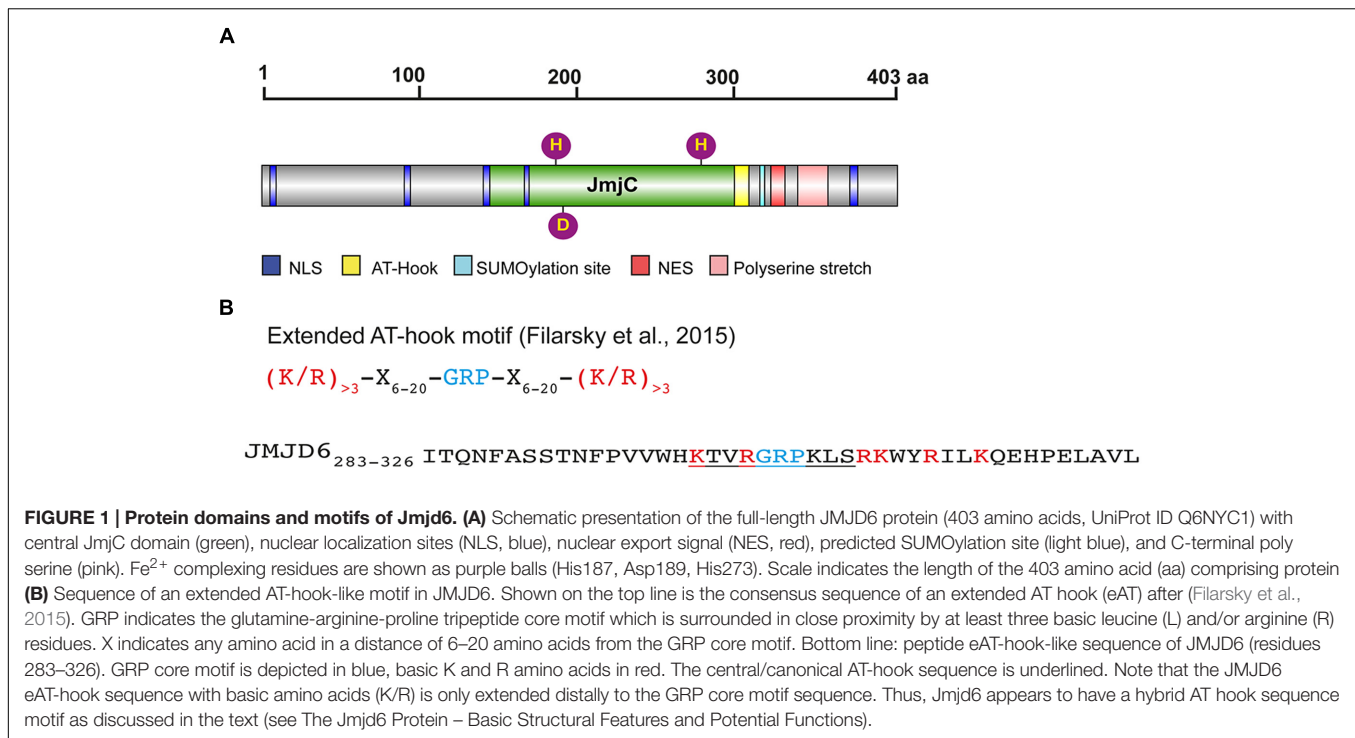 A
1 100 200 300 403 aa
H H
JmjC
D
NLS AT-Hook SUMOylation site NES Polyserine stretch
B
Extended AT-hook motif (Filarsky et al., 2015)
(K/R)>3-X6-20-GRP-X6-20-(K/R)>3
JMJD6283-326 ITQNFASSTNFPVVWHKTVRGRPKLSRKWYRILKQEHPELAVL
FIGURE 1 | Protein domains and motifs of Jmjd6. (A) Schematic presentation of the full-length JMJD6 protein (403 amino acids, UniProt ID Q6NYC1) with
central JmjC domain (green), nuclear localization sites (NLS, blue), nuclear export signal (NES, red), predicted SUMOylation site (light blue), and C-terminal poly
serine (pink). Fe2+ complexing residues are shown as purple balls (His187, Asp189, His273). Scale indicates the length of the 403 amino acid (aa) comprising protein
(B) Sequence of an extended AT-hook-like motif in JMJD6. Shown on the top line is the consensus sequence of an extended AT hook (eAT) after (Filarsky et al.,
2015). GRP indicates the glutamine-arginine-proline tripeptide core motif which is surrounded in close proximity by at least three basic leucine (L) and/or arginine (R)
residues. X indicates any amino acid in a distance of 6–20 amino acids from the GRP core motif. Bottom line: peptide eAT-hook-like sequence of JMJD6 (residues
283–326). GRP core motif is depicted in blue, basic K and R amino acids in red. The central/canonical AT-hook sequence is underlined. Note that the JMJD6
eAT-hook sequence with basic amino acids (K/R) is only extended distally to the GRP core motif sequence. Thus, Jmjd6 appears to have a hybrid AT hook sequence
motif as discussed in the text (see The Jmjd6 Protein – Basic Structural Features and Potential Functions).